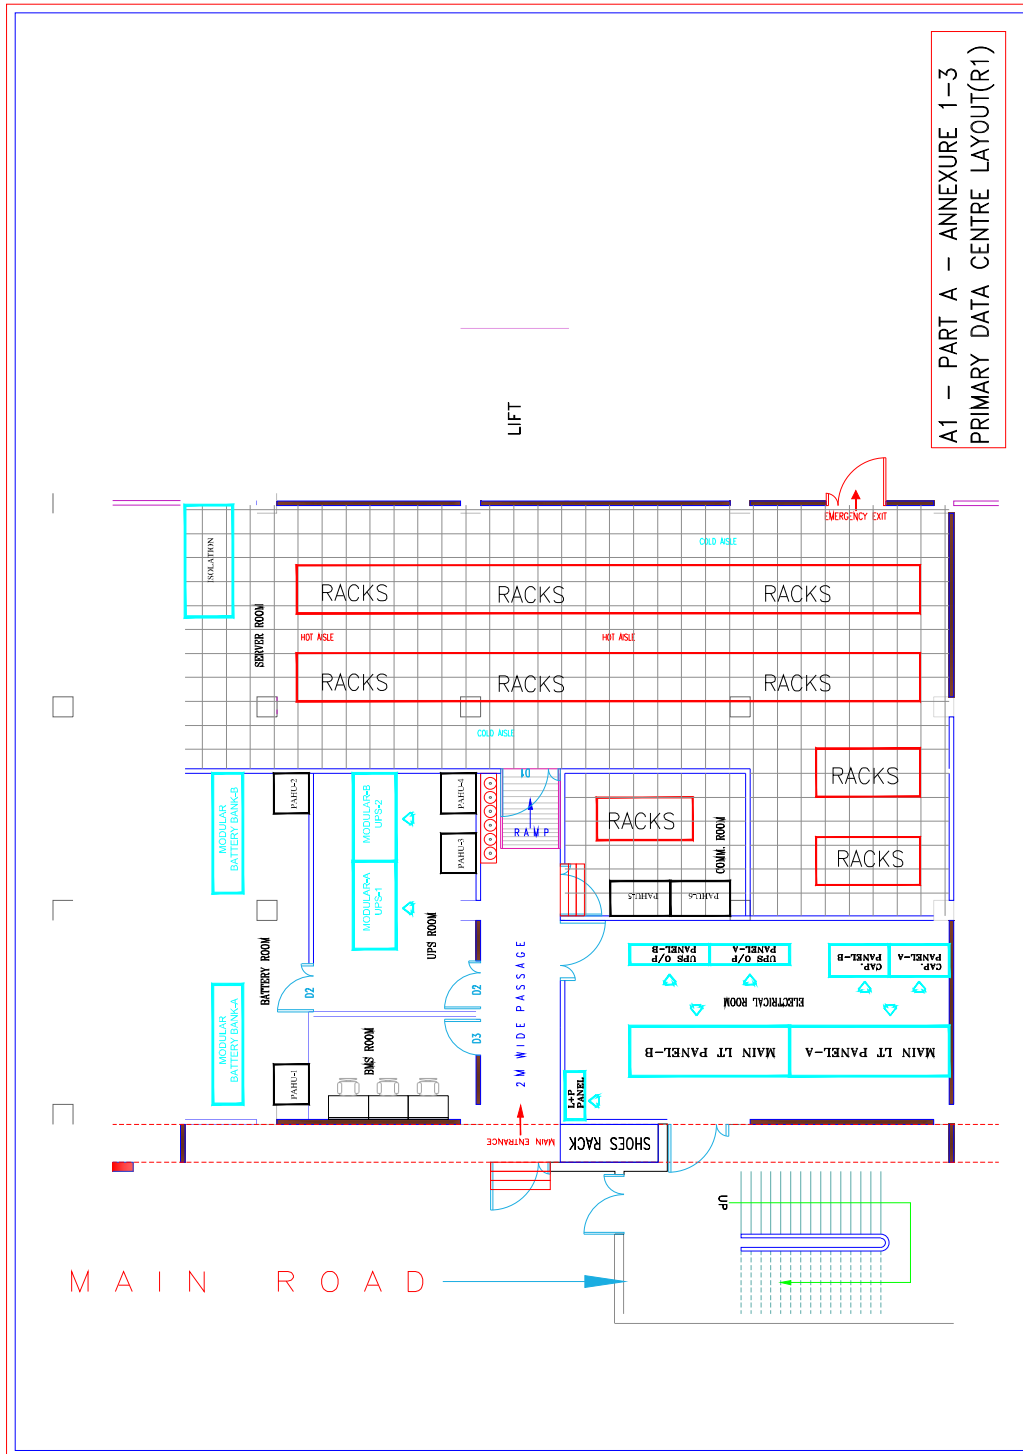 A1 - PART A - ANNEXURE 1-3
PRIMARY DATA CENTRE LAYOUT(R1)
LIFT
EMERGENCY EXIT
COLD AISLE
ISOLATION
SERVER ROOM
RACKS
RACKS
RACKS
HOT AISLE
HOT AISLE
RACKS
RACKS
RACKS
COLD AISLE
RACKS
RACKS
RACKS
COMM. ROOM
PAHU-5
PAHU-6
D1
RAMP
MODULAR
BATTERY BANK-B
PAHU-2
MODULAR-B
UPS-2
PAHU-4
PAHU-3
MODULAR-A
UPS-1
UPS ROOM
BATTERY ROOM
D2
D2
D3
MODULAR
BATTERY BANK-A
PAHU-1
BMS ROOM
2 M WIDE PASSAGE
UPS O/P
PANEL-B
UPS O/P
PANEL-A
CAP.
PANEL-B
CAP.
PANEL-A
ELECTRICAL ROOM
MAIN LT PANEL-B
MAIN LT PANEL-A
L+P
PANEL
MAIN ENTRANCE
SHOES RACK
UP
MAIN ROAD